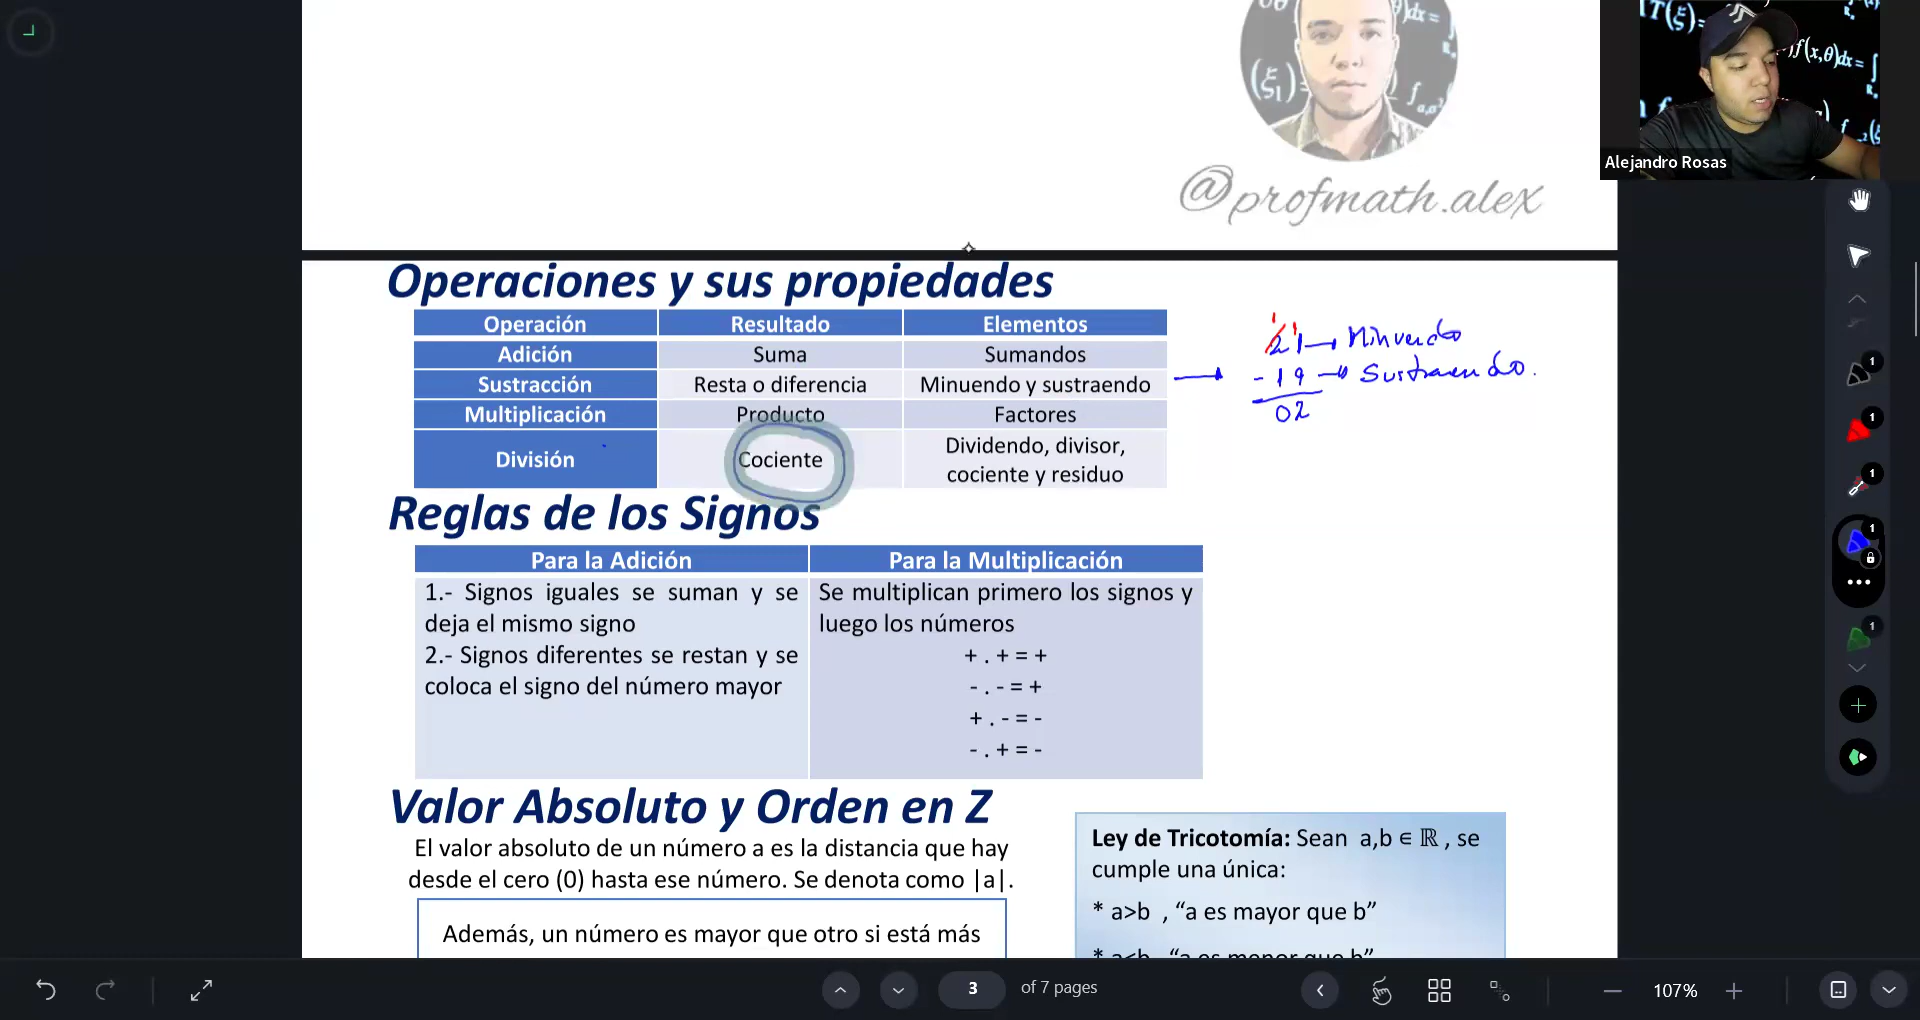 @profmath.alex
Alejandro Rosas
Operaciones y sus propiedades
Operación Resultado Elementos
Adición Suma Sumandos
Sustracción Resta o diferencia Minuendo y sustraendo
Multiplicación Producto Factores
División Cociente Dividendo, divisor,
cociente y residuo
1 1
21 → Minuendo
- 19 → Sustraendo.
02
Reglas de los Signos
Para la Adición Para la Multiplicación
1.- Signos iguales se suman y se
deja el mismo signo
2.- Signos diferentes se restan y se
coloca el signo del número mayor
Se multiplican primero los signos y
luego los números
+ . + = +
- . - = +
+ . - = -
- . + = -
Valor Absoluto y Orden en Z
El valor absoluto de un número a es la distancia que hay
desde el cero (0) hasta ese número. Se denota como |a|.
Además, un número es mayor que otro si está más
Ley de Tricotomía: Sean a,b ∈ ℝ , se
cumple una única:
* a>b , “a es mayor que b”
* a<b , “a es menor que b”
3 of 7 pages
107%